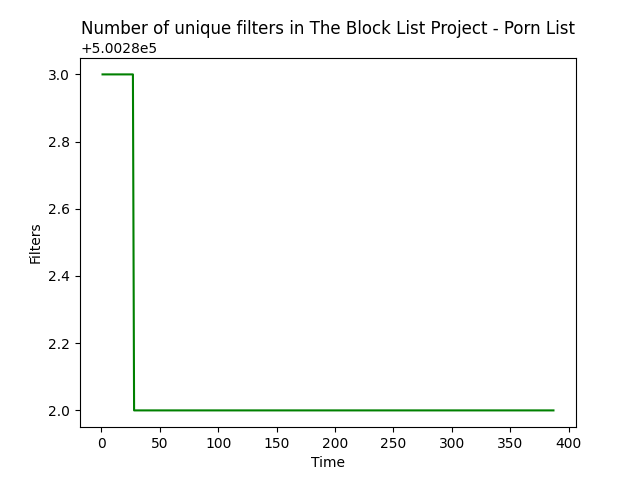 Number of unique filters in The Block List Project - Porn List
+5.0028e5
3.0
2.8
2.6
2.4
2.2
2.0
Filters
0 50 100 150 200 250 300 350 400
Time